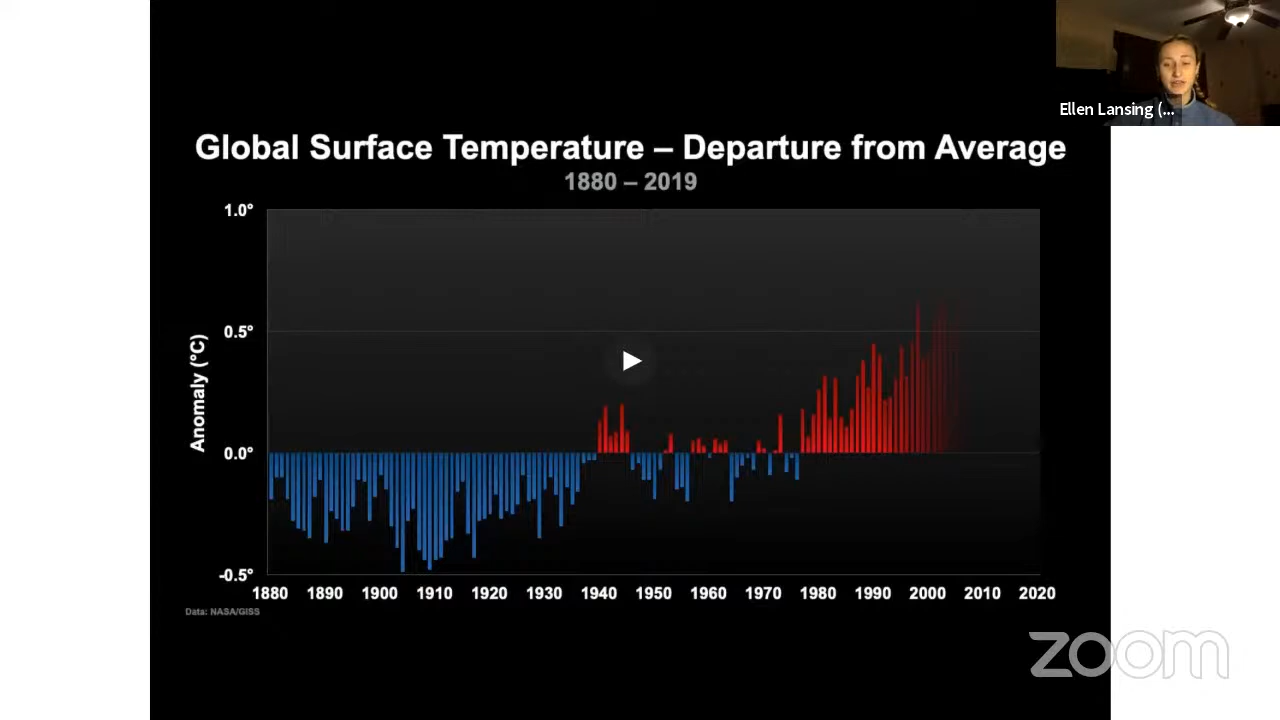 Ellen Lansing (...
Global Surface Temperature – Departure from Average
1880 – 2019
1.0°
0.5°
0.0°
-0.5°
Anomaly (°C)
1880 1890 1900 1910 1920 1930 1940 1950 1960 1970 1980 1990 2000 2010 2020
Data: NASA/GISS
zoom